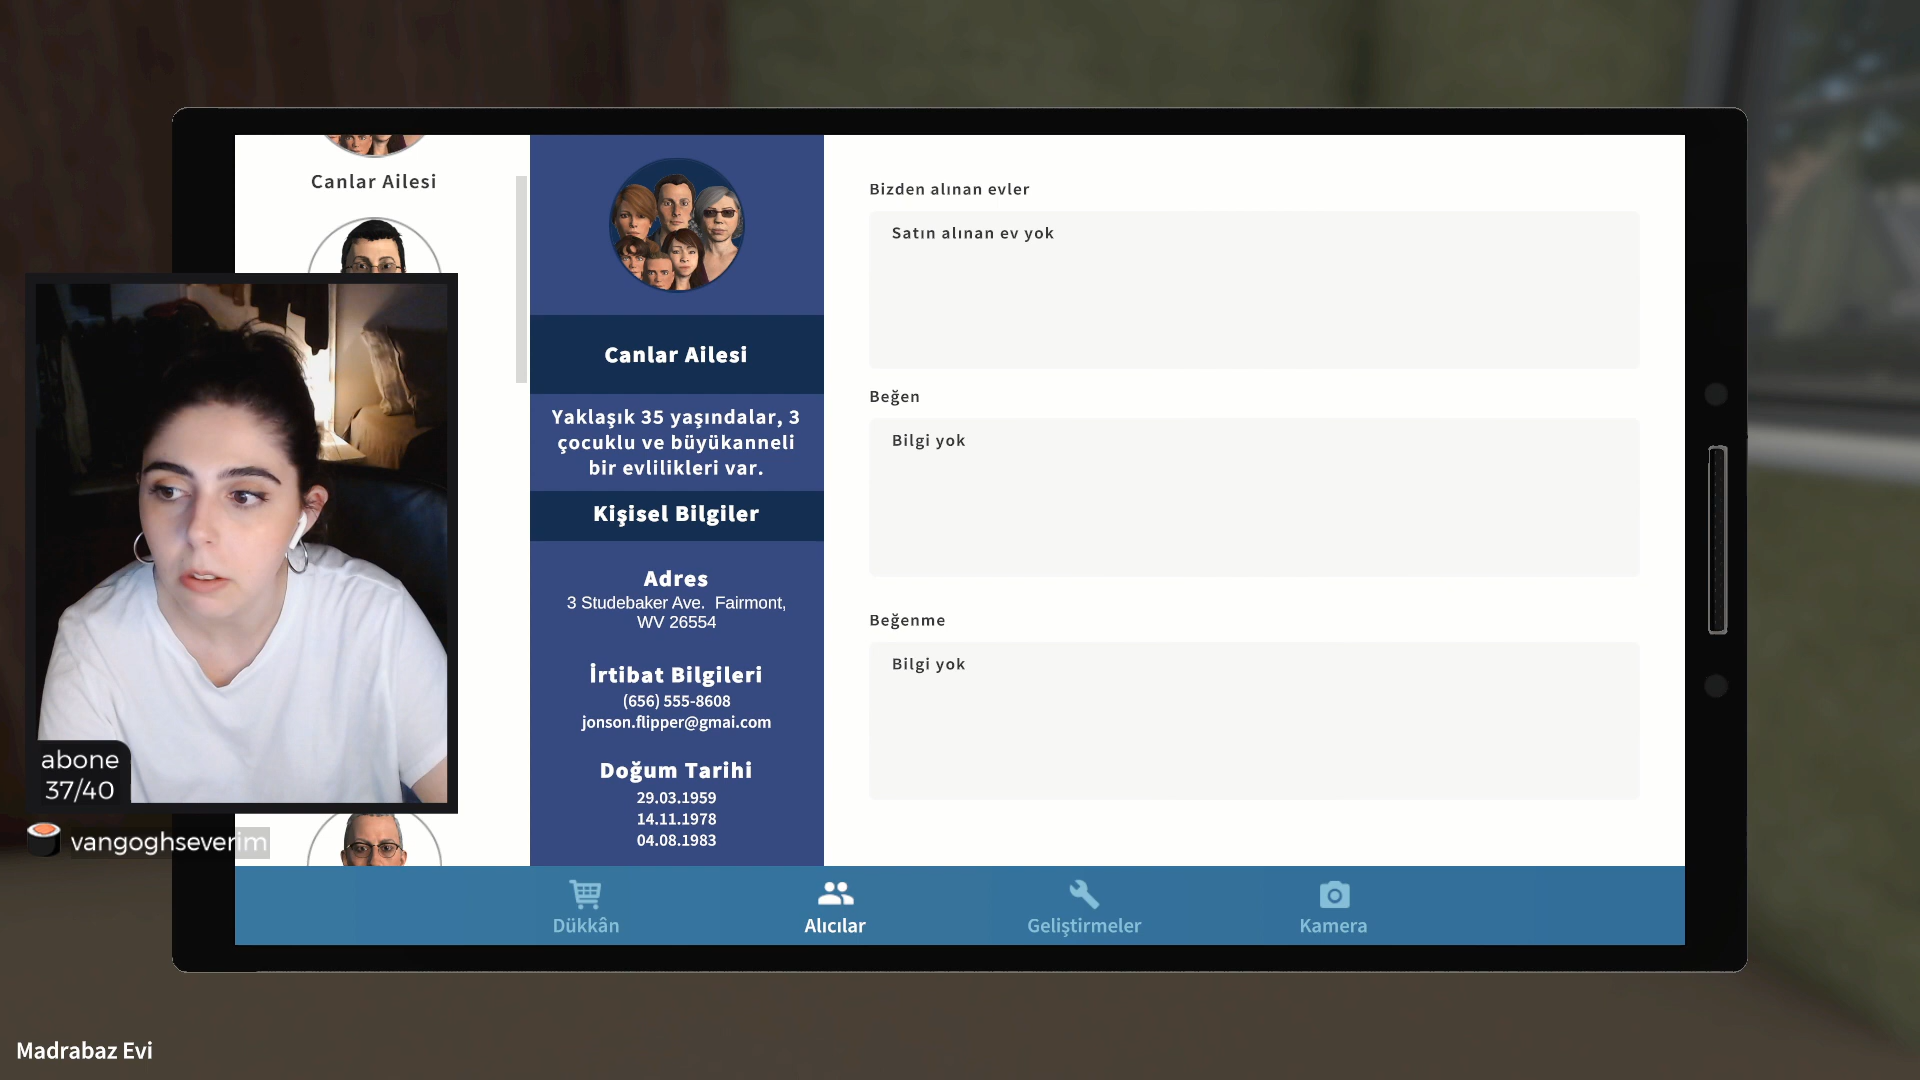 Canlar Ailesi
Canlar Ailesi
Yaklaşık 35 yaşındalar, 3
çocuklu ve büyükanneli
bir evlilikleri var.
Kişisel Bilgiler
Adres
3 Studebaker Ave.  Fairmont,
WV 26554
İrtibat Bilgileri
(656) 555-8608
jonson.flipper@gmai.com
Doğum Tarihi
29.03.1959
14.11.1978
04.08.1983
Bizden alınan evler
Satın alınan ev yok
Beğen
Bilgi yok
Beğenme
Bilgi yok
abone
37/40
vangoghseverim
Dükkân
Alıcılar
Geliştirmeler
Kamera
Madrabaz Evi